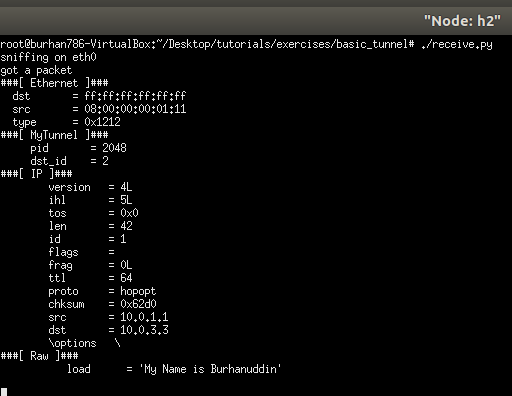 "Node: h2"
root@burhan786-VirtualBox:~/Desktop/tutorials/exercises/basic_tunnel# ./receive.py
sniffing on eth0
got a packet
###[ Ethernet ]###
dst = ff:ff:ff:ff:ff:ff
src = 08:00:00:00:01:11
type = 0x1212
###[ MyTunnel ]###
pid = 2048
dst_id = 2
###[ IP ]###
version = 4L
ihl = 5L
tos = 0x0
len = 42
id = 1
flags =
frag = 0L
ttl = 64
proto = hopopt
chksum = 0x62d0
src = 10.0.1.1
dst = 10.0.3.3
\options \
###[ Raw ]###
load = 'My Name is Burhanuddin'